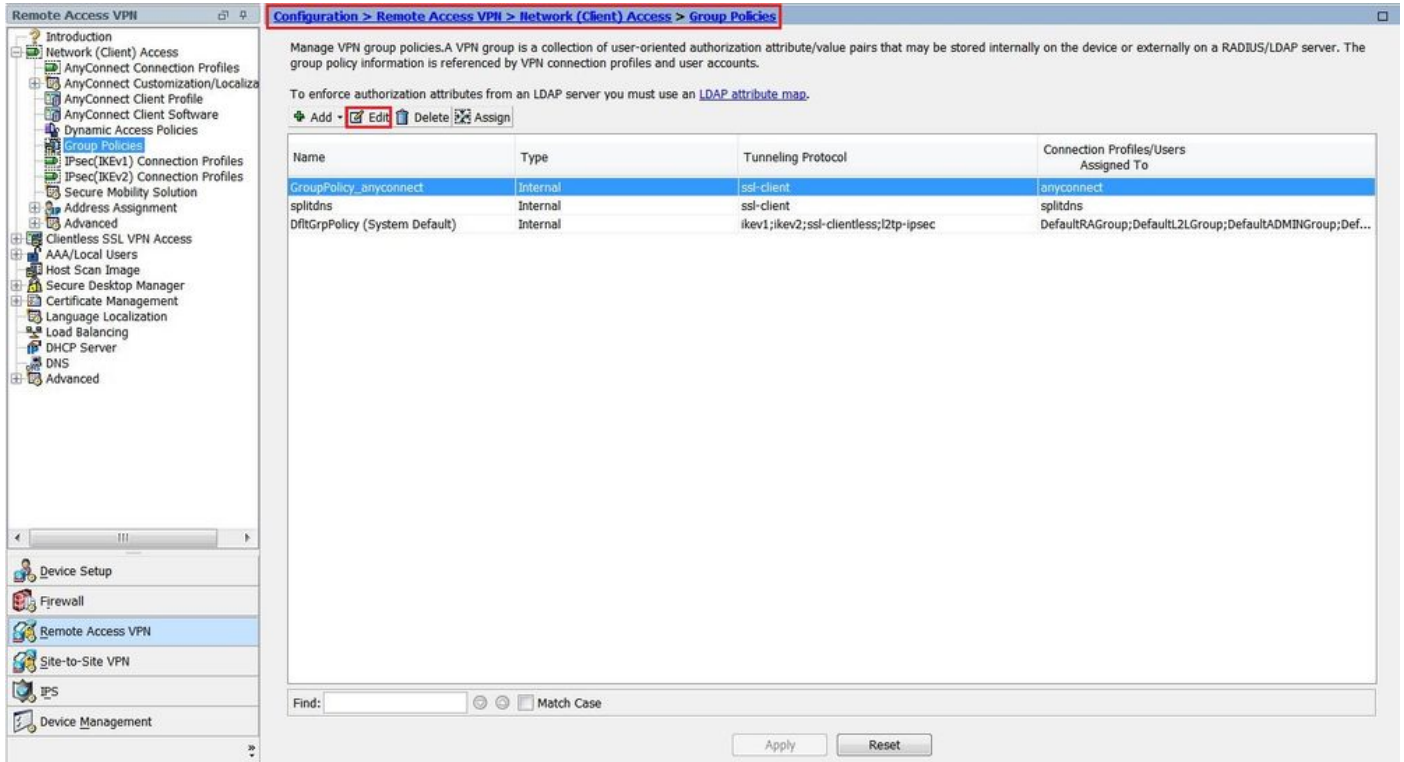 Remote Access VPN
Introduction
Network (Client) Access
AnyConnect Connection Profiles
AnyConnect Customization/Localiza
AnyConnect Client Profile
AnyConnect Client Software
Dynamic Access Policies
Group Policies
IPsec(IKEv1) Connection Profiles
IPsec(IKEv2) Connection Profiles
Secure Mobility Solution
Address Assignment
Advanced
Clientless SSL VPN Access
AAA/Local Users
Host Scan Image
Secure Desktop Manager
Certificate Management
Language Localization
Load Balancing
DHCP Server
DNS
Advanced
Device Setup
Firewall
Remote Access VPN
Site-to-Site VPN
IPS
Device Management
Configuration > Remote Access VPN > Network (Client) Access > Group Policies
Manage VPN group policies.A VPN group is a collection of user-oriented authorization attribute/value pairs that may be stored internally on the device or externally on a RADIUS/LDAP server. The
group policy information is referenced by VPN connection profiles and user accounts.
To enforce authorization attributes from an LDAP server you must use an LDAP attribute map.
Add Edit Delete Assign
Name Type Tunneling Protocol Connection Profiles/Users
Assigned To
GroupPolicy_anyconnect Internal ssl-client anyconnect
splitdns Internal ssl-client splitdns
DfltGrpPolicy (System Default) Internal ikev1;ikev2;ssl-clientless;l2tp-ipsec DefaultRAGroup;DefaultL2LGroup;DefaultADMINGroup;Def...
Find: Match Case
Apply Reset